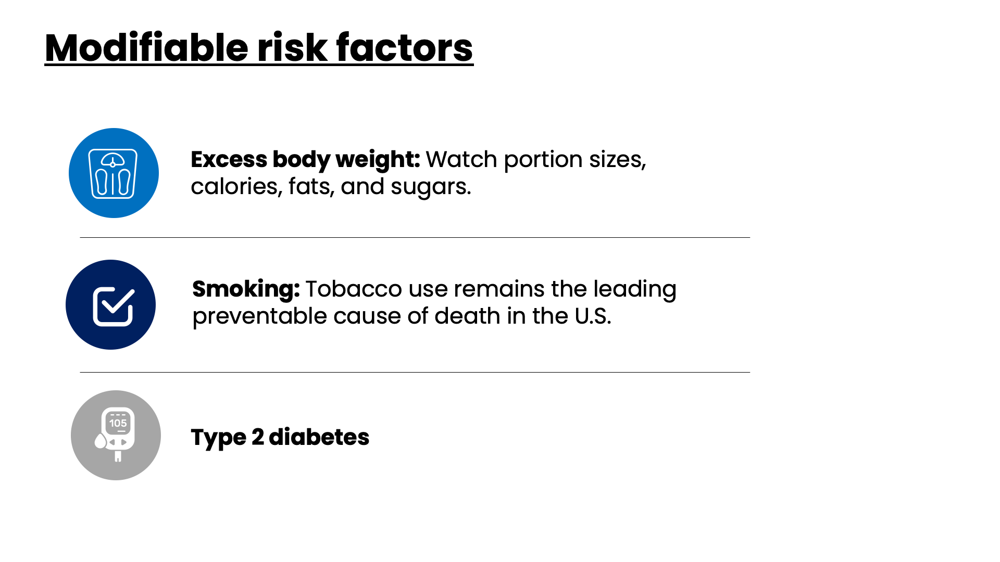 Modifiable risk factors
Excess body weight: Watch portion sizes,
calories, fats, and sugars.
Smoking: Tobacco use remains the leading
preventable cause of death in the U.S.
105
Type 2 diabetes